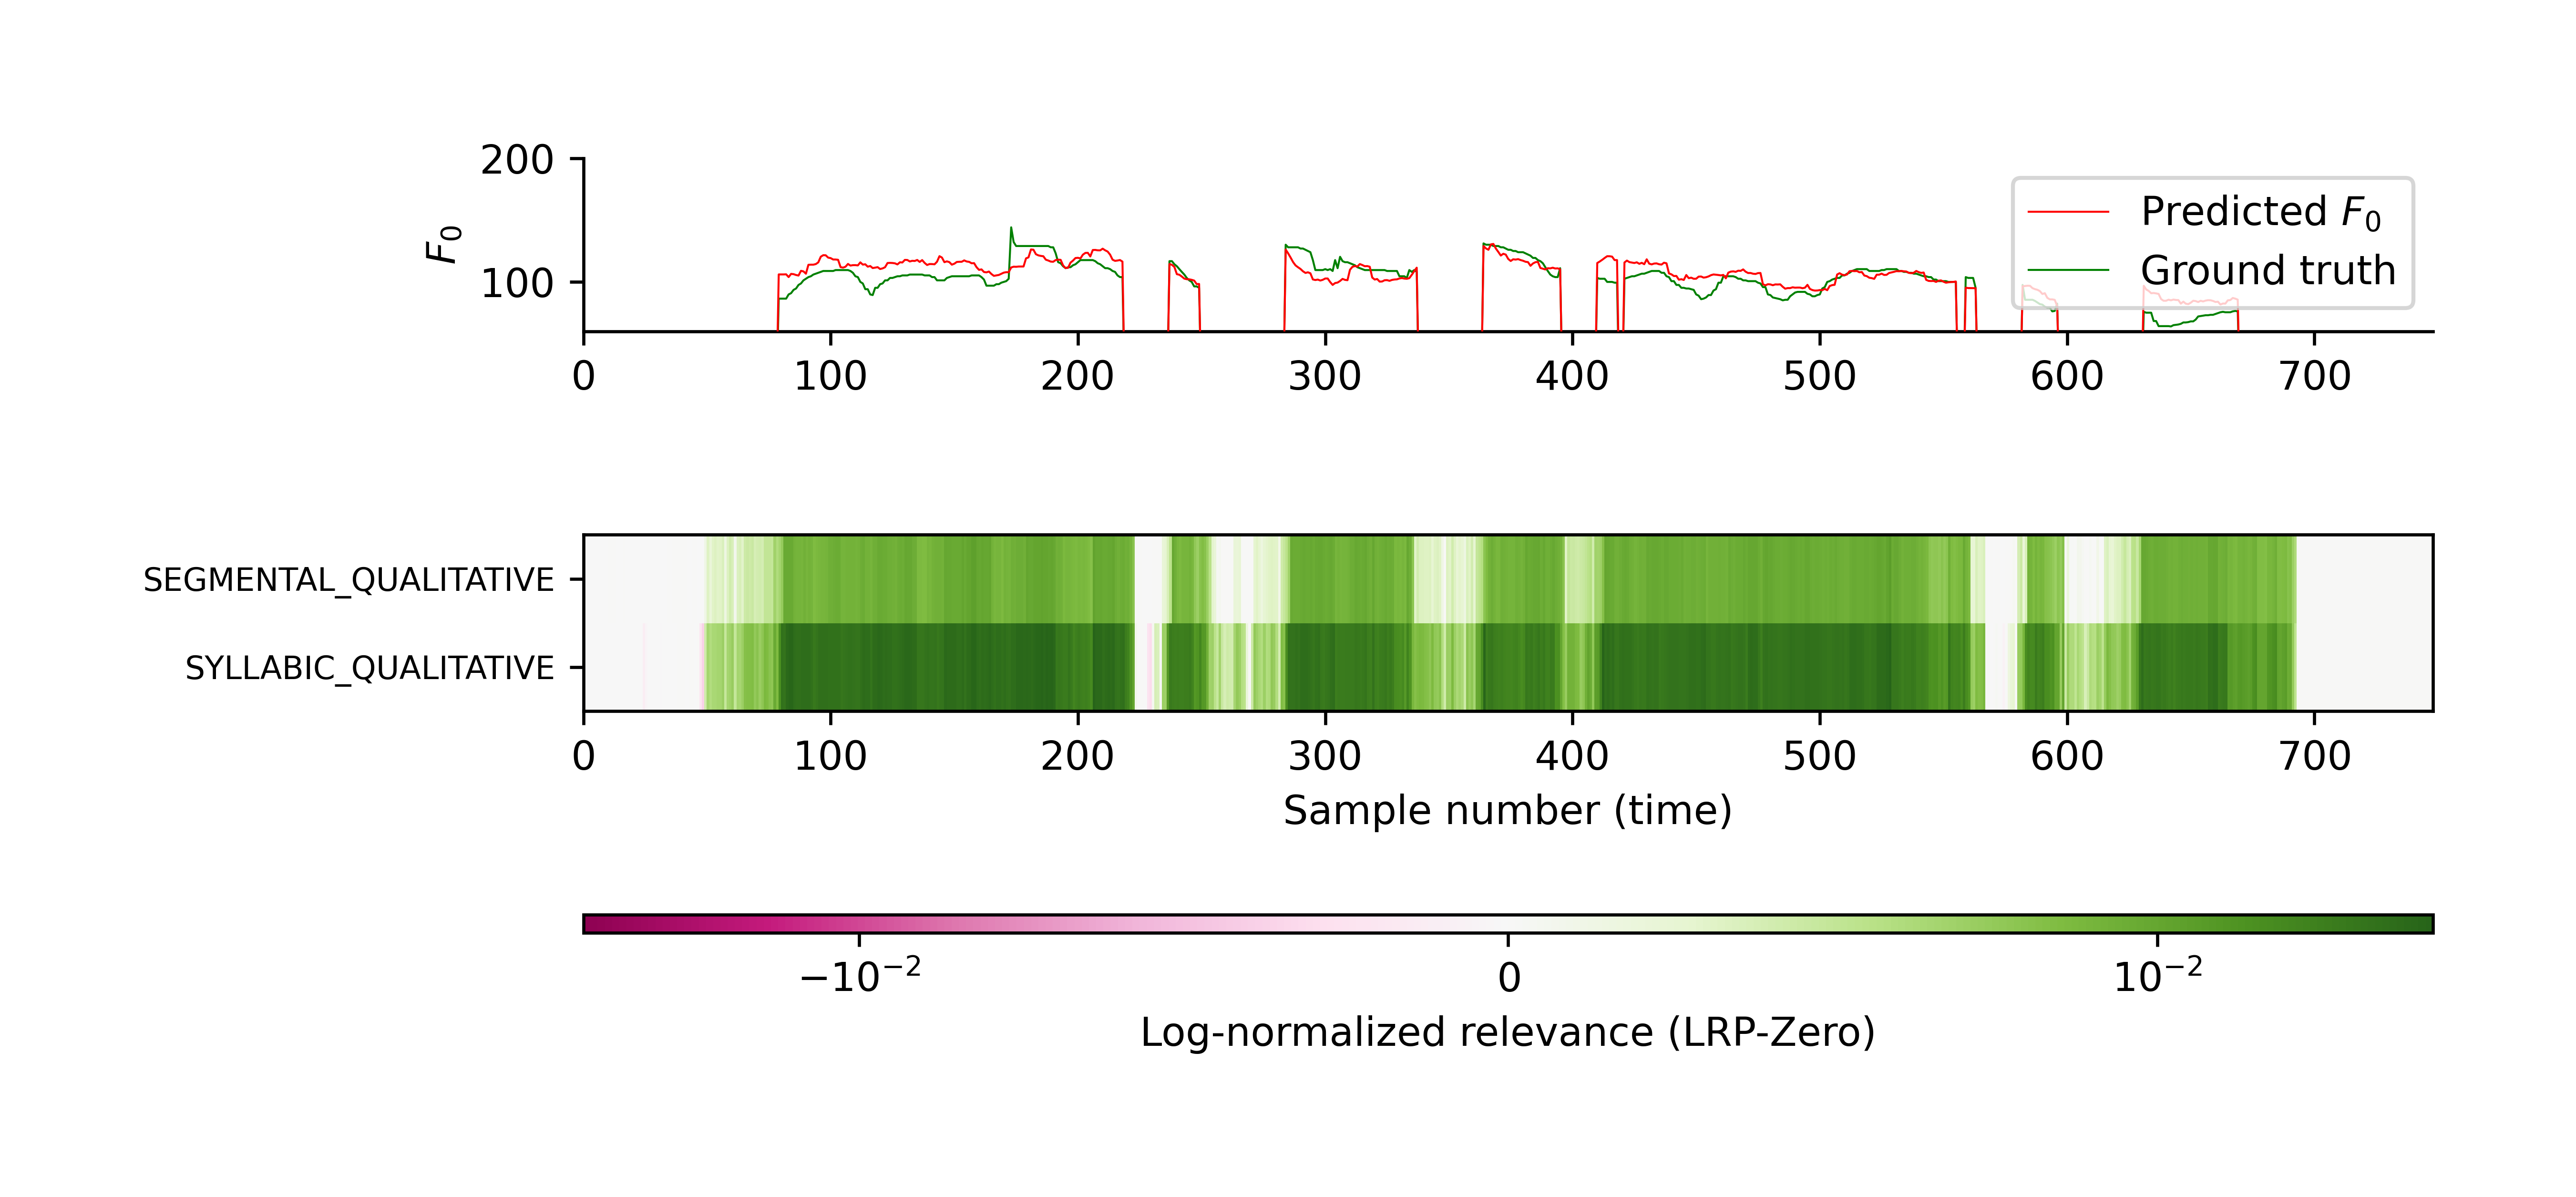 200
100
F₀
Predicted F₀
Ground truth
0 100 200 300 400 500 600 700
SEGMENTAL_QUALITATIVE
SYLLABIC_QUALITATIVE
0 100 200 300 400 500 600 700
Sample number (time)
−10⁻² 0 10⁻²
Log-normalized relevance (LRP-Zero)